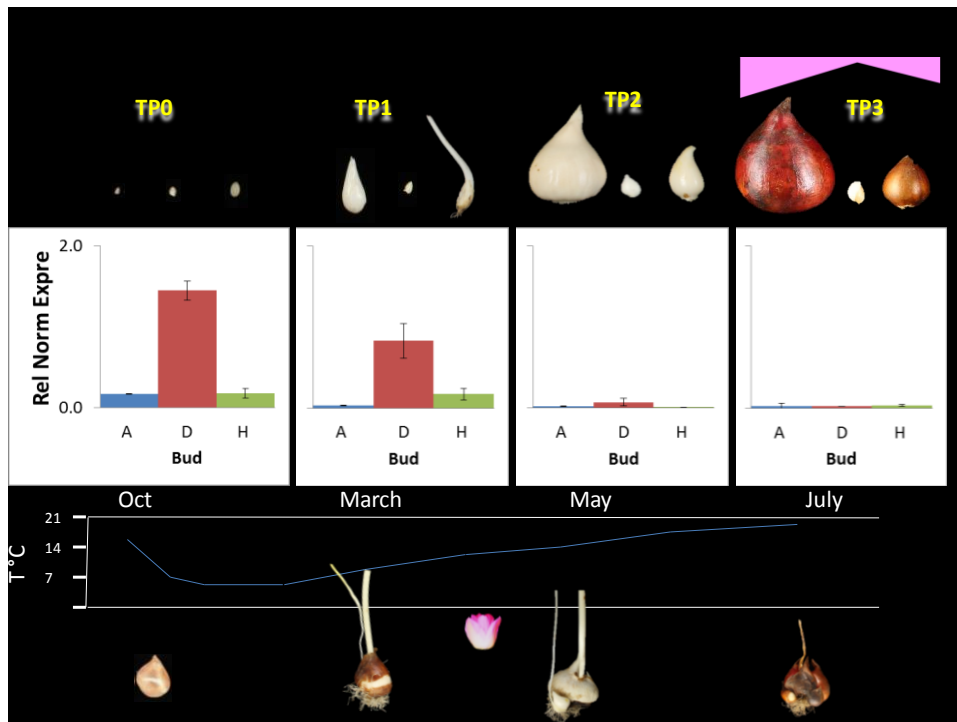 TP0 TP1 TP2 TP3
Rel Norm Expre
2.0
0.0
A D H
Bud
A D H
Bud
A D H
Bud
A D H
Bud
Oct March May July
T°C
21
14
7